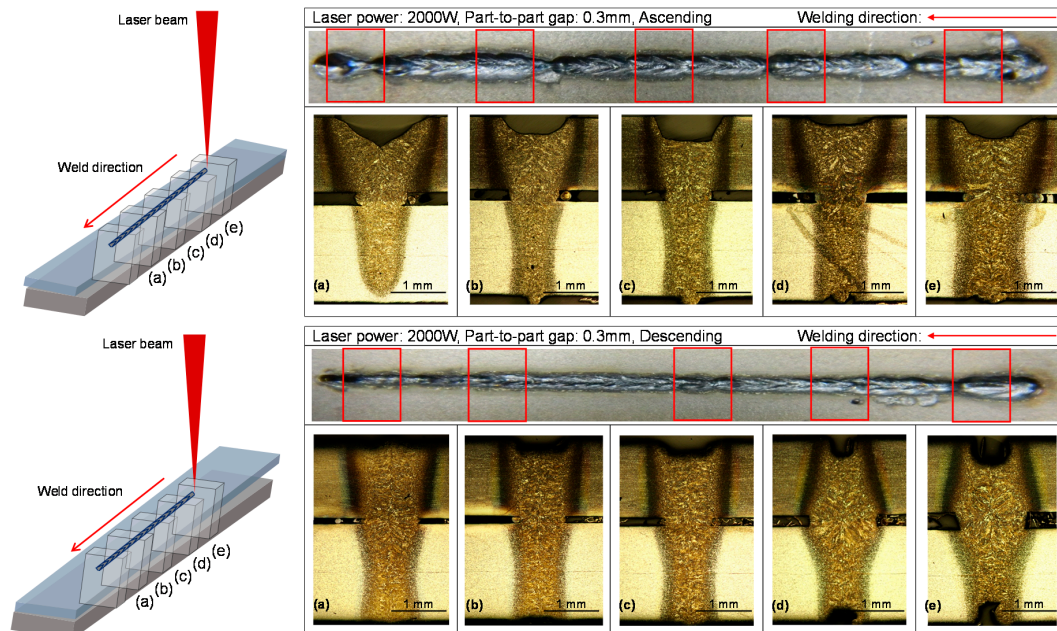 Laser beam
Weld direction
(a)
(b)
(c)
(d)
(e)
Laser power: 2000W, Part-to-part gap: 0.3mm, Ascending
Welding direction:
(a)
1 mm
(b)
1 mm
(c)
1 mm
(d)
1 mm
(e)
1 mm
Laser beam
Weld direction
(a)
(b)
(c)
(d)
(e)
Laser power: 2000W, Part-to-part gap: 0.3mm, Descending
Welding direction:
(a)
1 mm
(b)
1 mm
(c)
1 mm
(d)
1 mm
(e)
1 mm